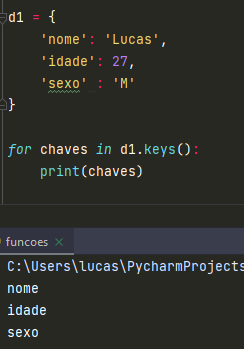 d1 = {
'nome': 'Lucas',
'idade': 27,
'sexo' : 'M'
}
for chaves in d1.keys():
print(chaves)
funcoes ×
C:\Users\lucas\PycharmProjects
nome
idade
sexo